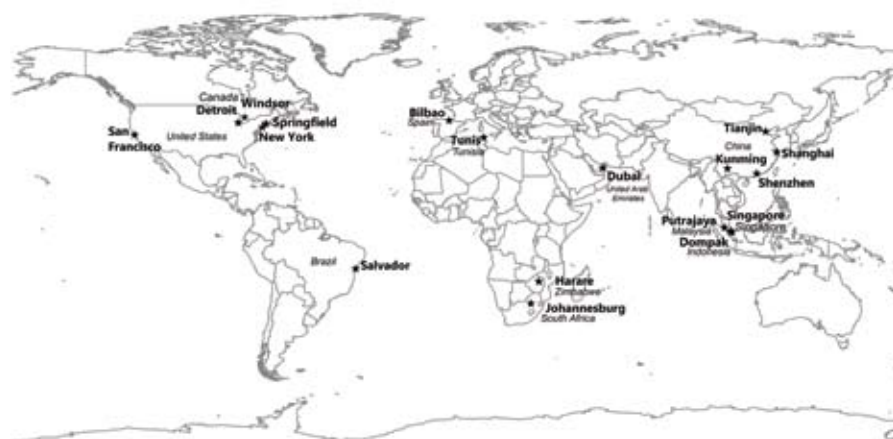 Canada
Windsor
Detroit
Springfield
New York
San
Francisco
United States
Bilbao
Spain
Tunis
Tunisia
Tianjin
China
Shanghai
Kunming
Shenzhen
Dubai
United Arab
Emirates
Putrajaya
Malaysia
Singapore
Singapore
Dompak
Indonesia
Brazil
Salvador
Harare
Zimbabwe
Johannesburg
South Africa